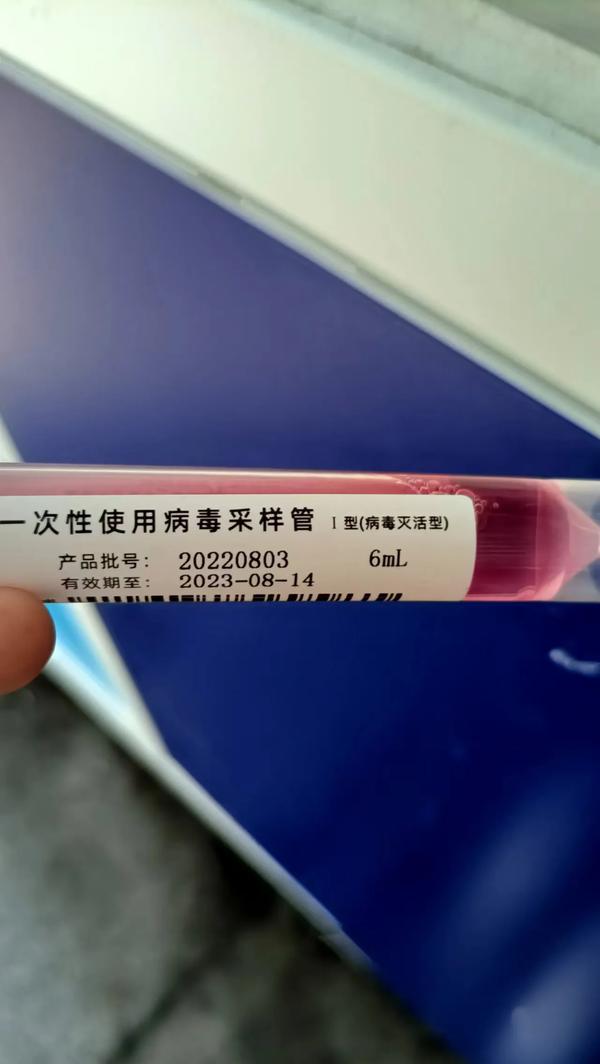 一次性使用病毒采样管 I型(病毒灭活型)
产品批号： 20220803 6mL
有效期至： 2023-08-14